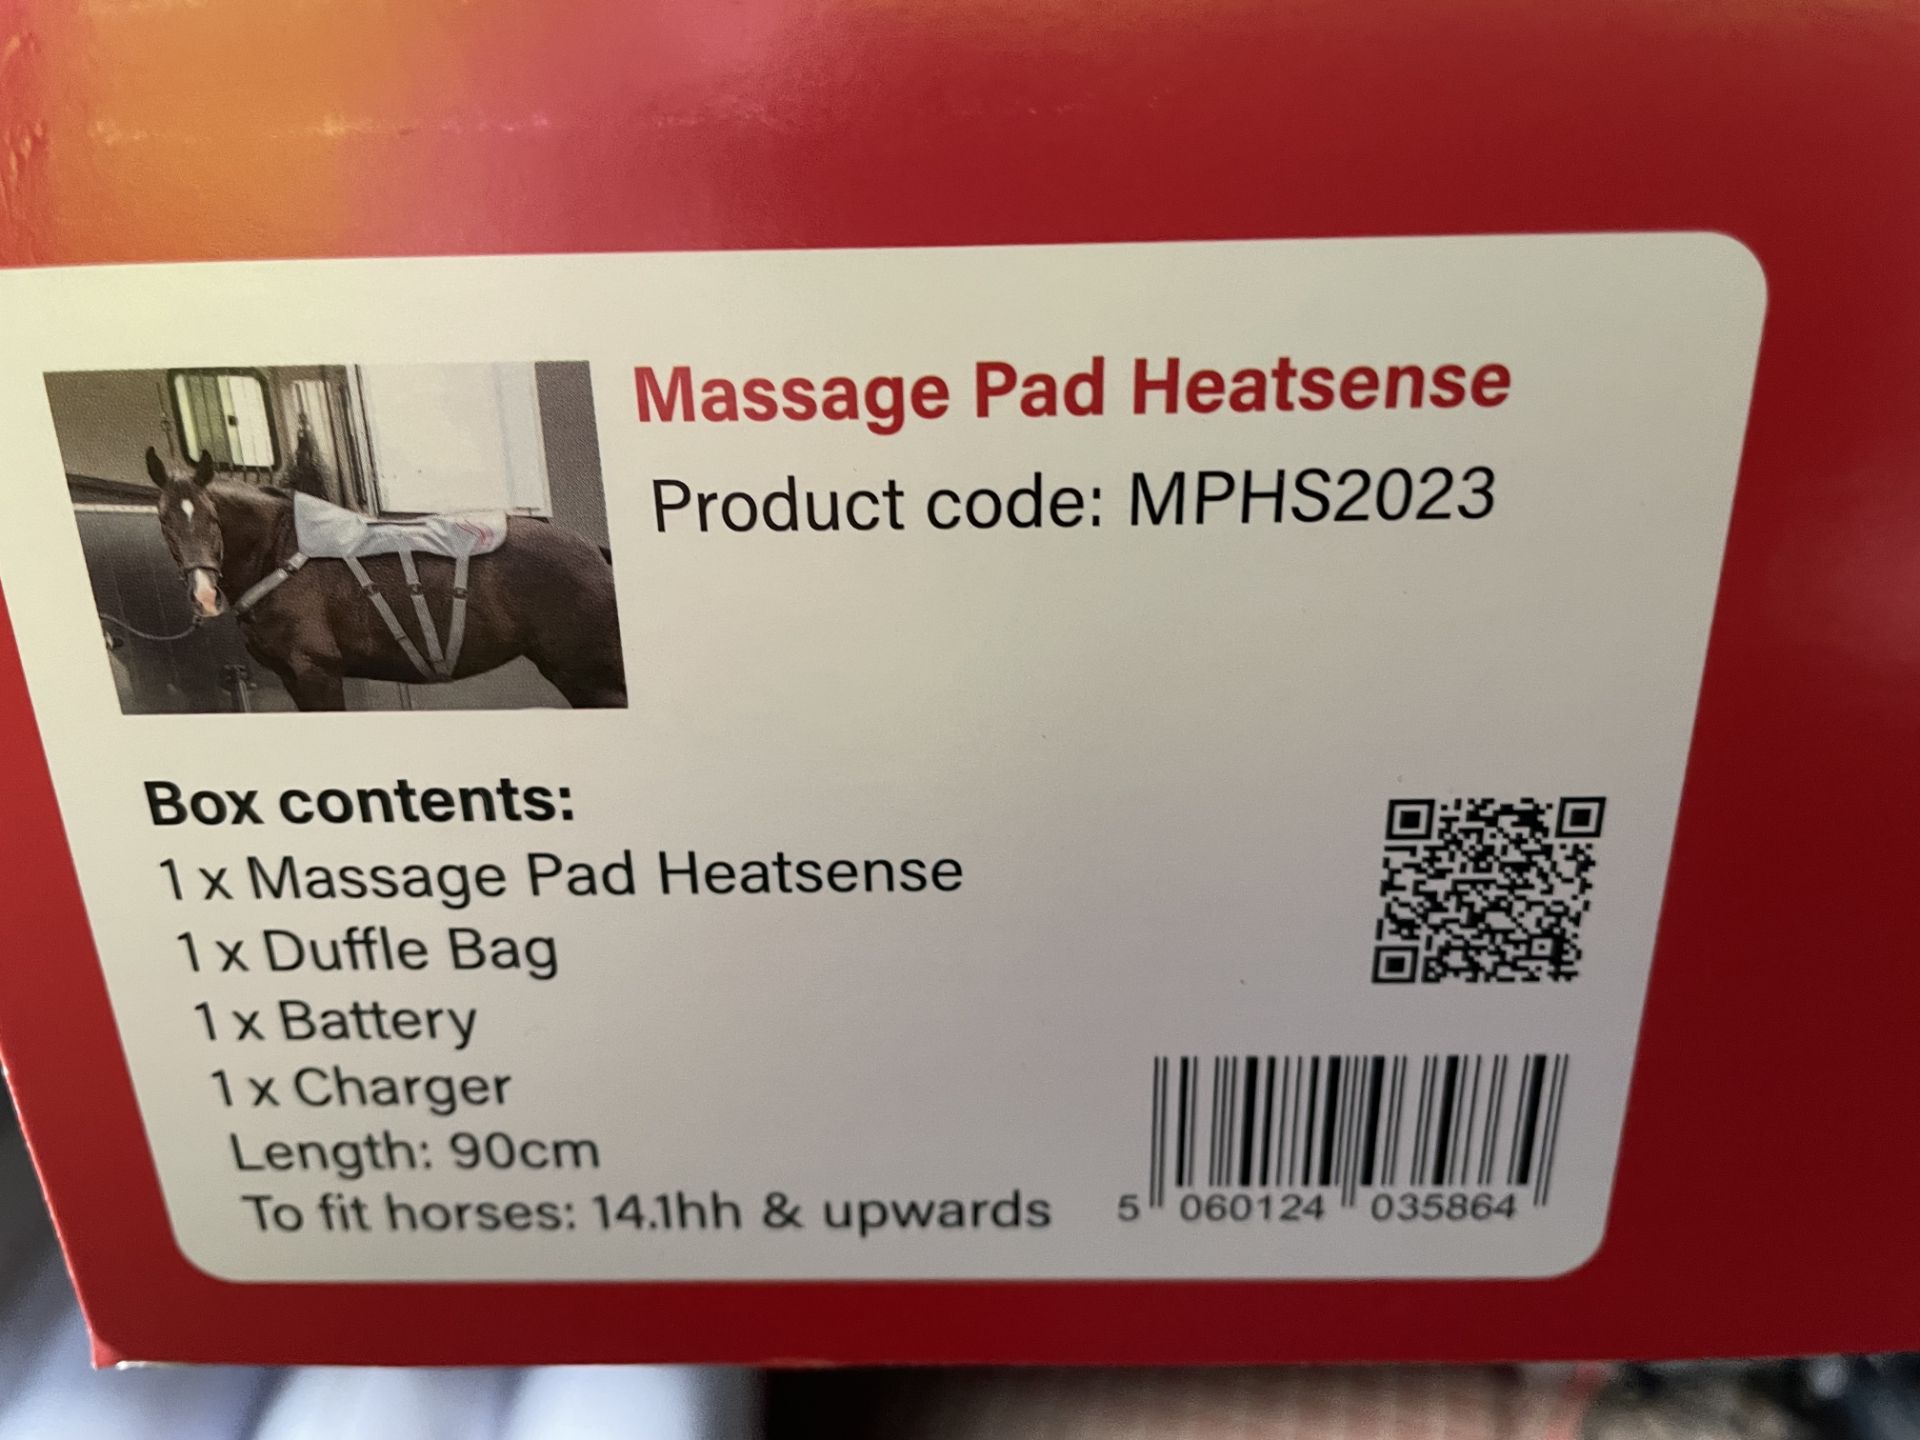 Massage Pad Heatsense
Product code: MPHS2023
Box contents:
1 x Massage Pad Heatsense
1 x Duffle Bag
1 x Battery
1 x Charger
Length: 90cm
To fit horses: 14.1hh & upwards
5 060124 035864